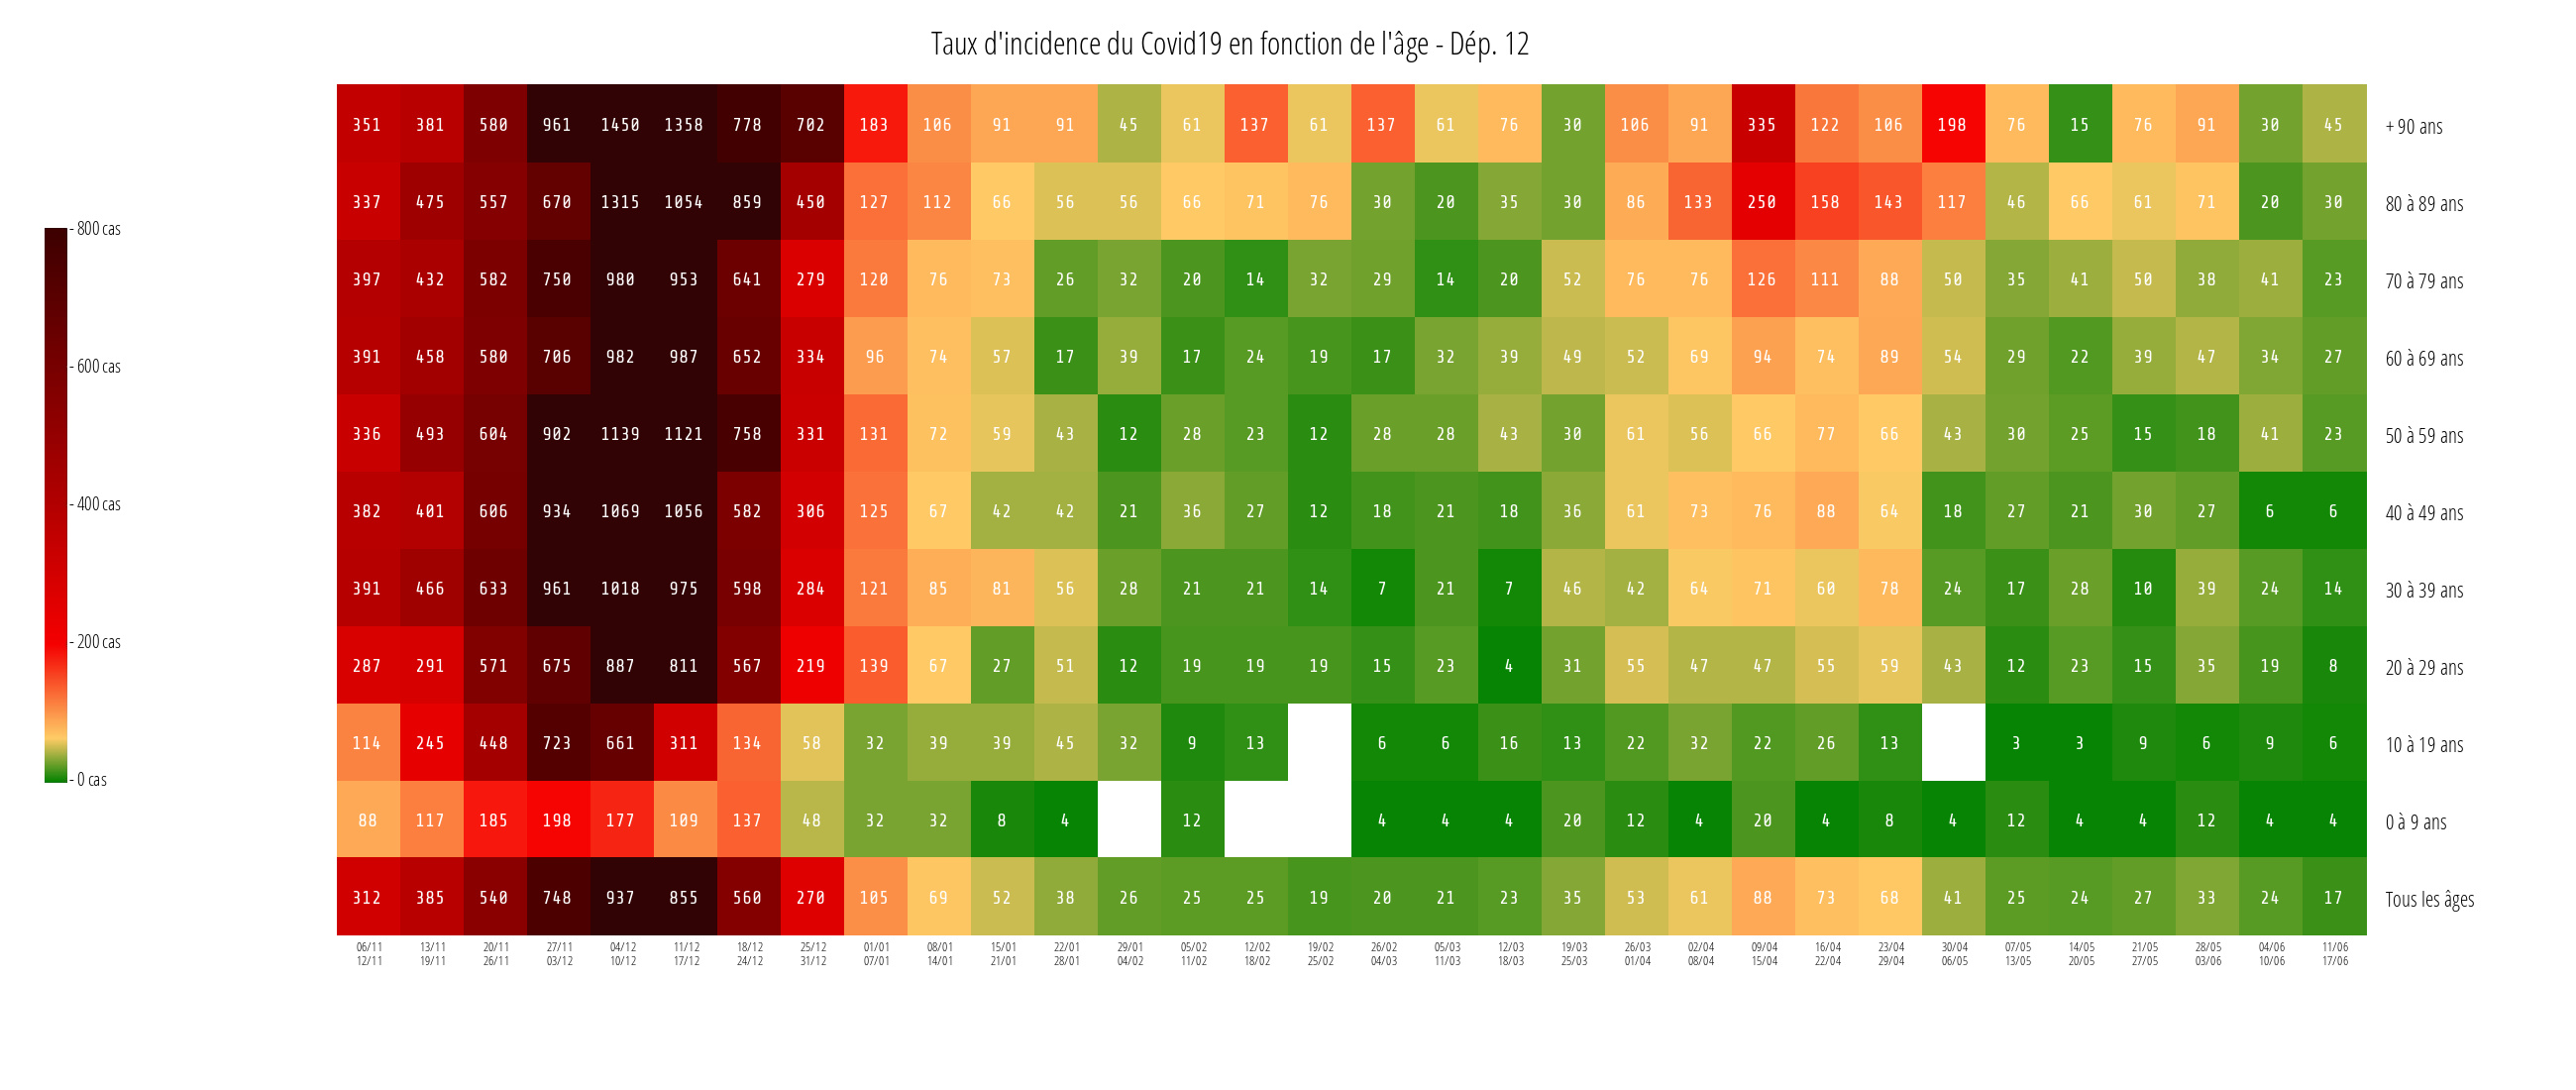 Taux d'incidence du Covid19 en fonction de l'âge - Dép. 12
- 800 cas
- 600 cas
- 400 cas
- 200 cas
- 0 cas
351 381 580 961 1450 1358 778 702 183 106 91 91 45 61 137 61 137 61 76 30 106 91 335 122 106 198 76 15 76 91 30 45 + 90 ans
337 475 557 670 1315 1054 859 450 127 112 66 56 56 66 71 76 30 20 35 30 86 133 250 158 143 117 46 66 61 71 20 30 80 à 89 ans
397 432 582 750 980 953 641 279 120 76 73 26 32 20 14 32 29 14 20 52 76 76 126 111 88 50 35 41 50 38 41 23 70 à 79 ans
391 458 580 706 982 987 652 334 96 74 57 17 39 17 24 19 17 32 39 49 52 69 94 74 89 54 29 22 39 47 34 27 60 à 69 ans
336 493 604 902 1139 1121 758 331 131 72 59 43 12 28 23 12 28 28 43 30 61 56 66 77 66 43 30 25 15 18 41 23 50 à 59 ans
382 401 606 934 1069 1056 582 306 125 67 42 42 21 36 27 12 18 21 18 36 61 73 76 88 64 18 27 21 30 27 6 6 40 à 49 ans
391 466 633 961 1018 975 598 284 121 85 81 56 28 21 21 14 7 21 7 46 42 64 71 60 78 24 17 28 10 39 24 14 30 à 39 ans
287 291 571 675 887 811 567 219 139 67 27 51 12 19 19 19 15 23 4 31 55 47 47 55 59 43 12 23 15 35 19 8 20 à 29 ans
114 245 448 723 661 311 134 58 32 39 39 45 32 9 13 6 6 16 13 22 32 22 26 13 3 3 9 6 9 6 10 à 19 ans
88 117 185 198 177 109 137 48 32 32 8 4 12 4 4 4 20 12 4 20 4 8 4 12 4 4 12 4 4 0 à 9 ans
312 385 540 748 937 855 560 270 105 69 52 38 26 25 25 19 20 21 23 35 53 61 88 73 68 41 25 24 27 33 24 17 Tous les âges
06/11 13/11 20/11 27/11 04/12 11/12 18/12 25/12 01/01 08/01 15/01 22/01 29/01 05/02 12/02 19/02 26/02 05/03 12/03 19/03 26/03 02/04 09/04 16/04 23/04 30/04 07/05 14/05 21/05 28/05 04/06 11/06
12/11 19/11 26/11 03/12 10/12 17/12 24/12 31/12 07/01 14/01 21/01 28/01 04/02 11/02 18/02 25/02 04/03 11/03 18/03 25/03 01/04 08/04 15/04 22/04 29/04 06/05 13/05 20/05 27/05 03/06 10/06 17/06